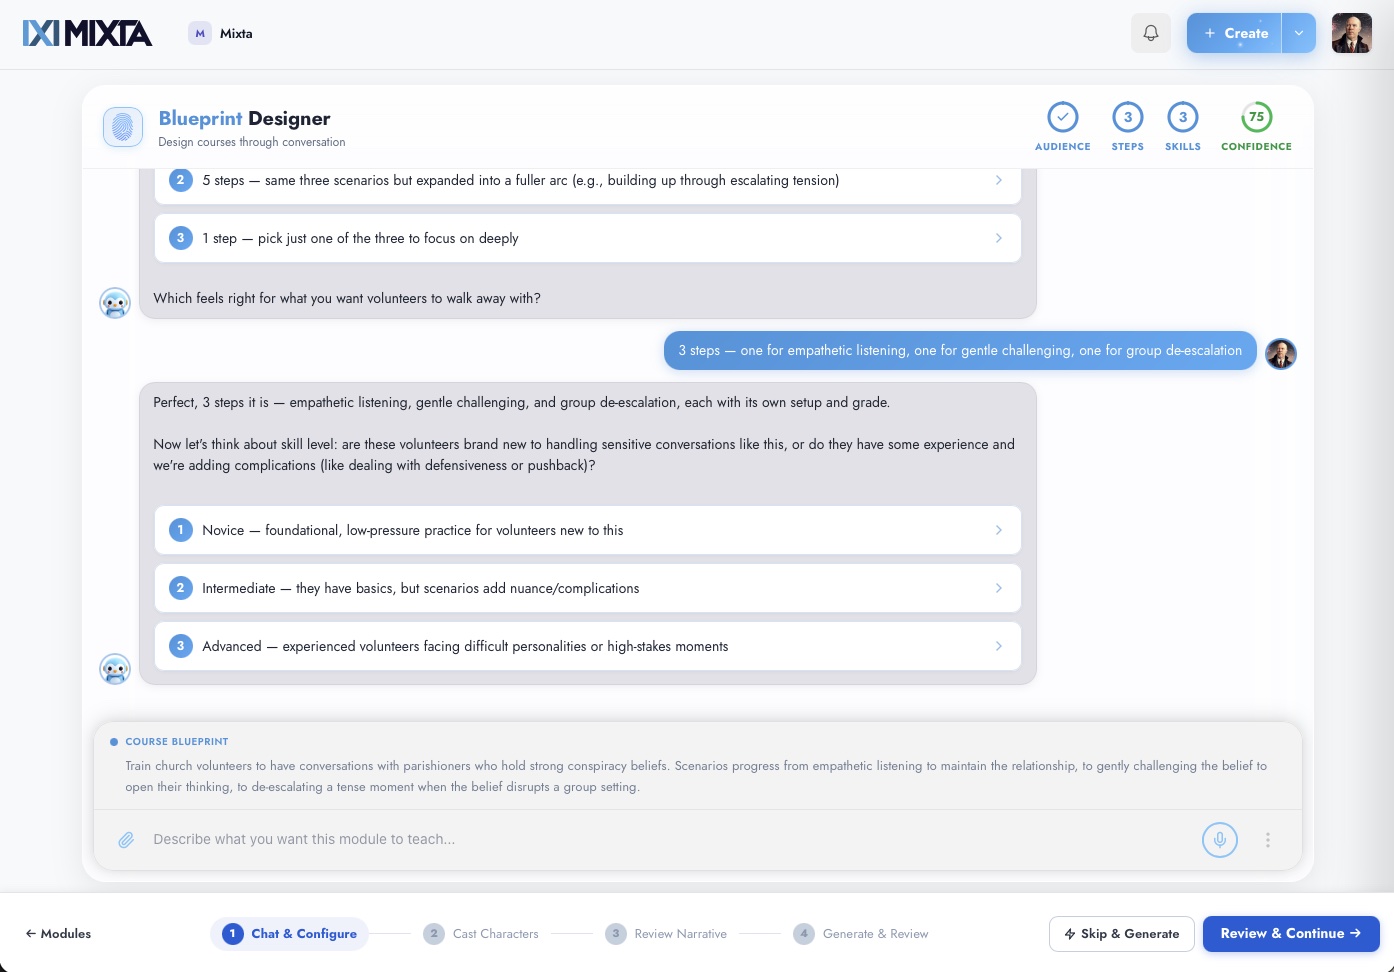 MIXTA
M
Mixta
+ Create
Blueprint Designer
Design courses through conversation
3
3
75
AUDIENCE
STEPS
SKILLS
CONFIDENCE
2
5 steps — same three scenarios but expanded into a fuller arc (e.g., building up through escalating tension)
3
1 step — pick just one of the three to focus on deeply
Which feels right for what you want volunteers to walk away with?
3 steps — one for empathetic listening, one for gentle challenging, one for group de-escalation
Perfect, 3 steps it is — empathetic listening, gentle challenging, and group de-escalation, each with its own setup and grade.
Now let's think about skill level: are these volunteers brand new to handling sensitive conversations like this, or do they have some experience and
we're adding complications (like dealing with defensiveness or pushback)?
1
Novice — foundational, low-pressure practice for volunteers new to this
2
Intermediate — they have basics, but scenarios add nuance/complications
3
Advanced — experienced volunteers facing difficult personalities or high-stakes moments
COURSE BLUEPRINT
Train church volunteers to have conversations with parishioners who hold strong conspiracy beliefs. Scenarios progress from empathetic listening to maintain the relationship, to gently challenging the belief to
open their thinking, to de-escalating a tense moment when the belief disrupts a group setting.
Describe what you want this module to teach...
← Modules
1 Chat & Configure
2 Cast Characters
3 Review Narrative
4 Generate & Review
Skip & Generate
Review & Continue →